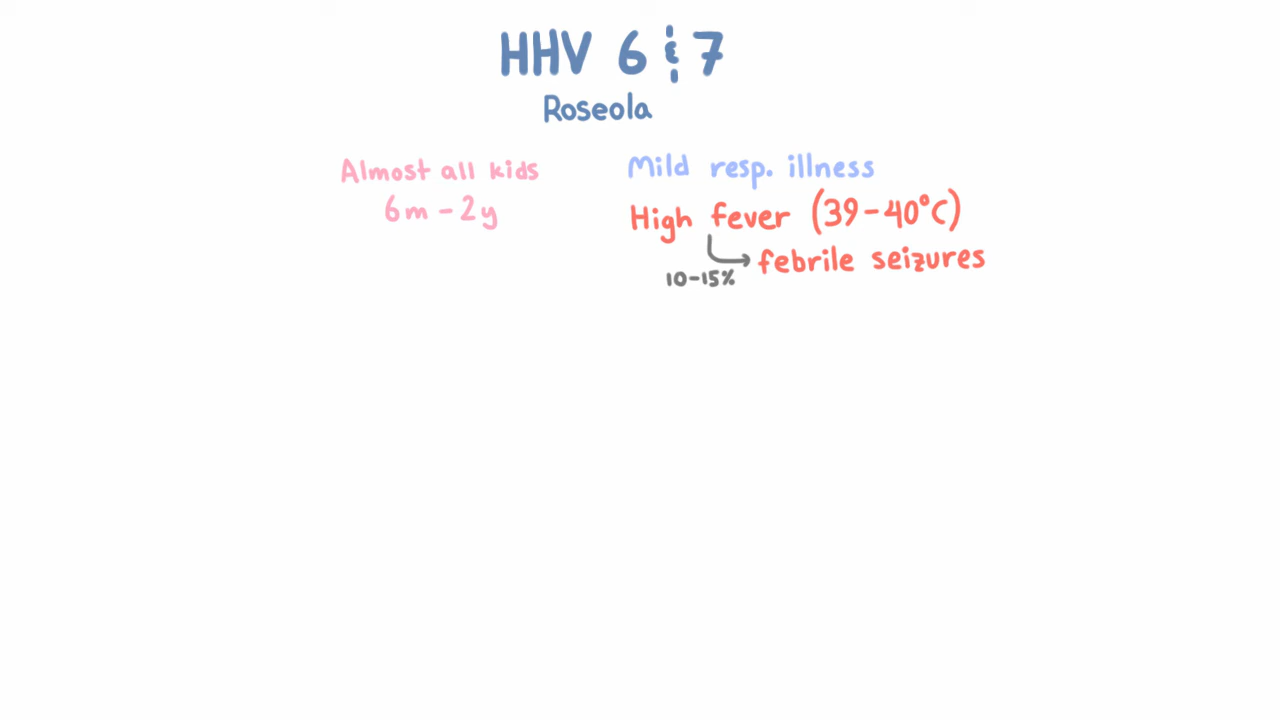 HHV 6 & 7
Roseola
Almost all kids
6m - 2y
Mild resp. illness
High fever (39-40°C)
10-15%
febrile seizures